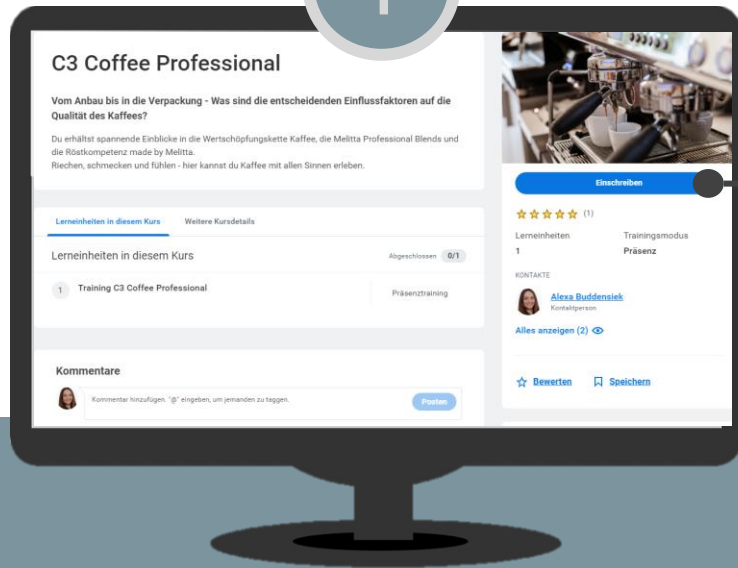 C3 Coffee Professional
Vom Anbau bis in die Verpackung - Was sind die entscheidenden Einflussfaktoren auf die
Qualität des Kaffees?
Du erhältst spannende Einblicke in die Wertschöpfungskette Kaffee, die Melitta Professional Blends und
die Röstkompetenz made by Melitta.
Riechen, schmecken und fühlen - hier kannst du Kaffee mit allen Sinnen erleben.
Lerneinheiten in diesem Kurs Weitere Kursdetails
Lerneinheiten in diesem Kurs Abgeschlossen 0/1
1 Training C3 Coffee Professional Präsenztraining
Kommentare
Kommentar hinzufügen. "@" eingeben, um jemanden zu taggen. Posten
Einschreiben
(1)
Lerneinheiten Trainingsmodus
1 Präsenz
KONTAKTE
Alexa Buddensiek
Kontaktperson
Alles anzeigen (2)
Bewerten Speichern